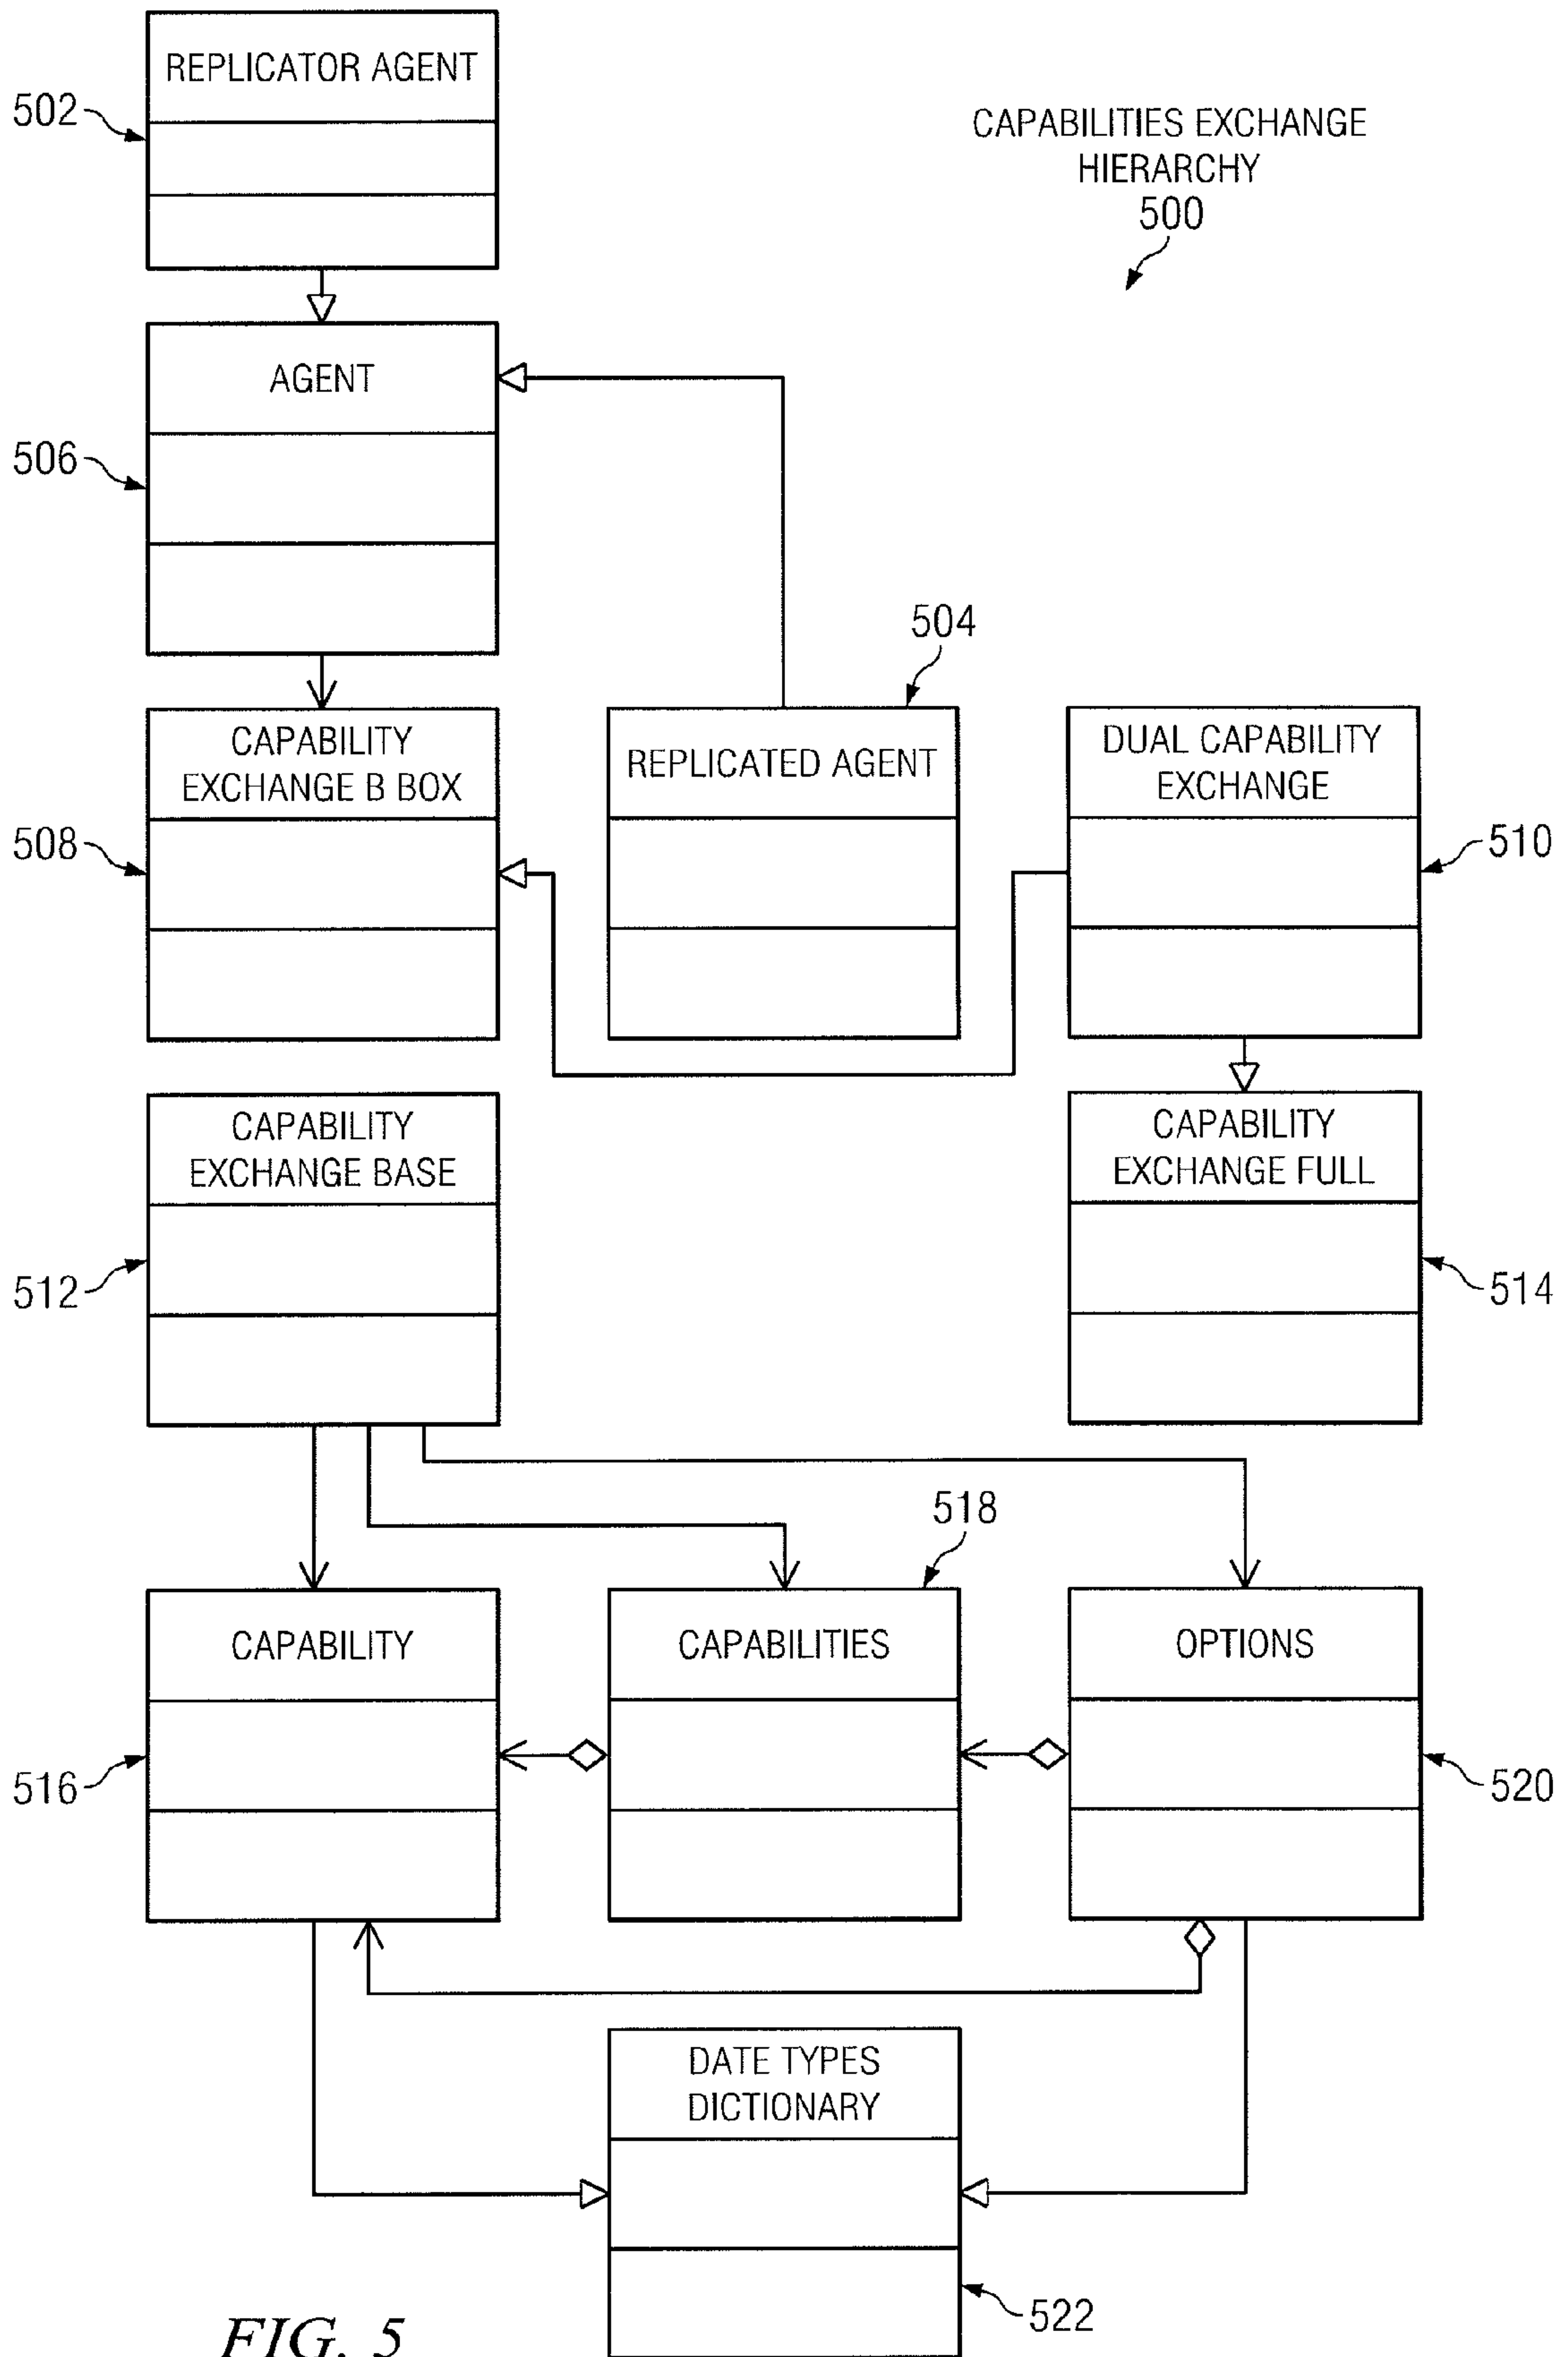 REPLICATOR AGENT
502
CAPABILITIES EXCHANGE
HIERARCHY
500
AGENT
506
504
CAPABILITY
EXCHANGE B BOX
REPLICATED AGENT
DUAL CAPABILITY
EXCHANGE
508
510
CAPABILITY
EXCHANGE BASE
CAPABILITY
EXCHANGE FULL
512
514
518
CAPABILITY
CAPABILITIES
OPTIONS
516
520
DATE TYPES
DICTIONARY
522
FIG. 5